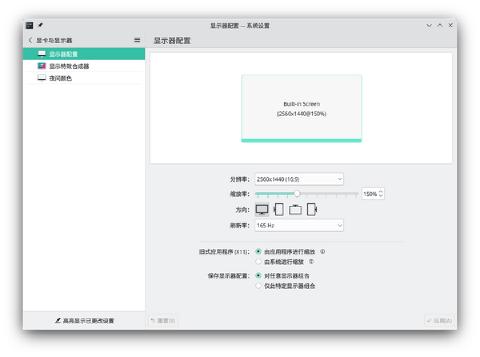 显示器配置 — 系统设置
显卡与显示器
显示器配置
显示器配置
显示特效合成器
夜间颜色
Built-in Screen
(2560x1440@150%)
分辨率：
2560x1440 (16:9)
缩放率：
150%
方向：
刷新率：
165 Hz
旧式应用程序 (X11)：
由应用程序进行缩放
由系统进行缩放
保存显示器配置：
对任意显示器组合
仅此特定显示器组合
高亮显示已更改设置
重置(R)
应用(A)